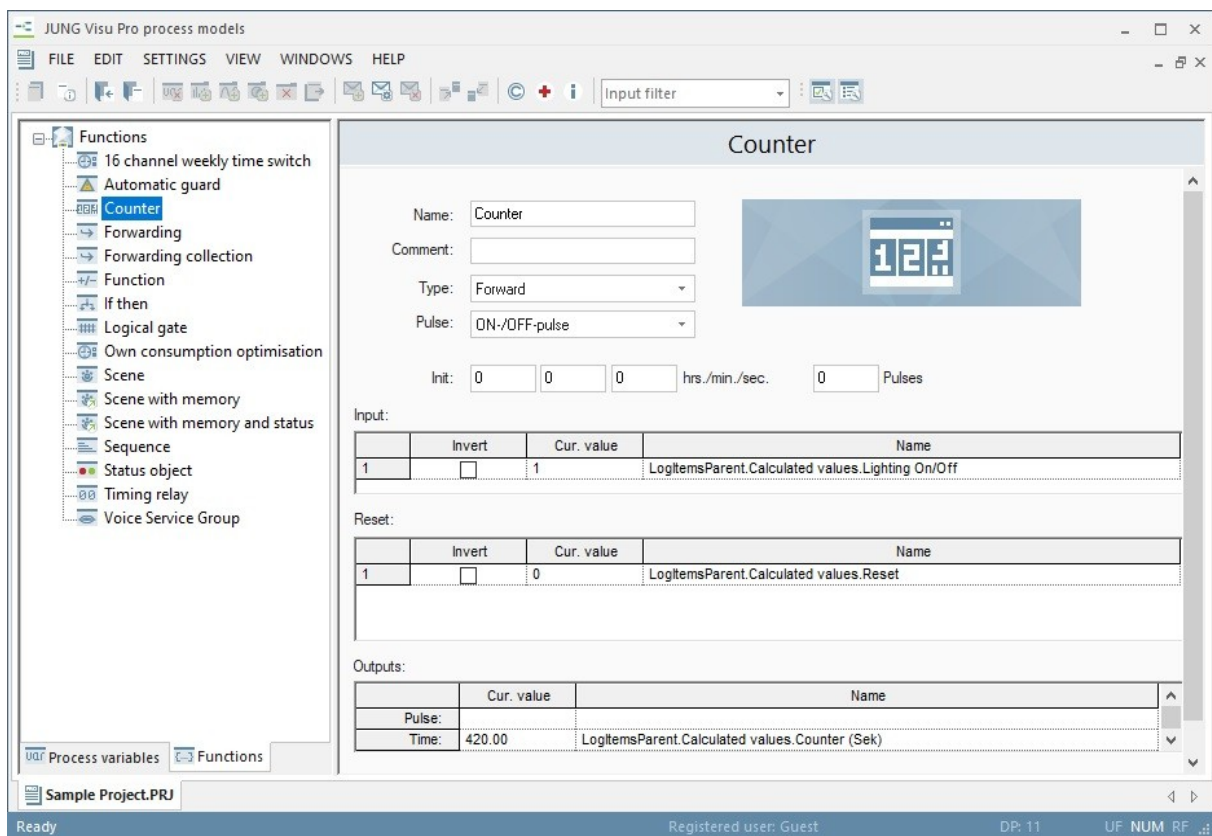 JUNG Visu Pro process models
FILE EDIT SETTINGS VIEW WINDOWS HELP
Input filter
Functions
16 channel weekly time switch
Automatic guard
Counter
Forwarding
Forwarding collection
Function
If then
Logical gate
Own consumption optimisation
Scene
Scene with memory
Scene with memory and status
Sequence
Status object
Timing relay
Voice Service Group
Process variables Functions
Counter
Name: Counter
Comment:
Type: Forward
Pulse: ON-/OFF-pulse
Init: 0 0 0 hrs./min./sec. 0 Pulses
Input:
Invert Cur. value Name
1 1 LogItemsParent.Calculated values.Lighting On/Off
Reset:
Invert Cur. value Name
1 0 LogItemsParent.Calculated values.Reset
Outputs:
Cur. value Name
Pulse:
Time: 420.00 LogItemsParent.Calculated values.Counter (Sek)
Sample Project.PRJ
Ready Registered user: Guest DP: 11 UF NUM RF